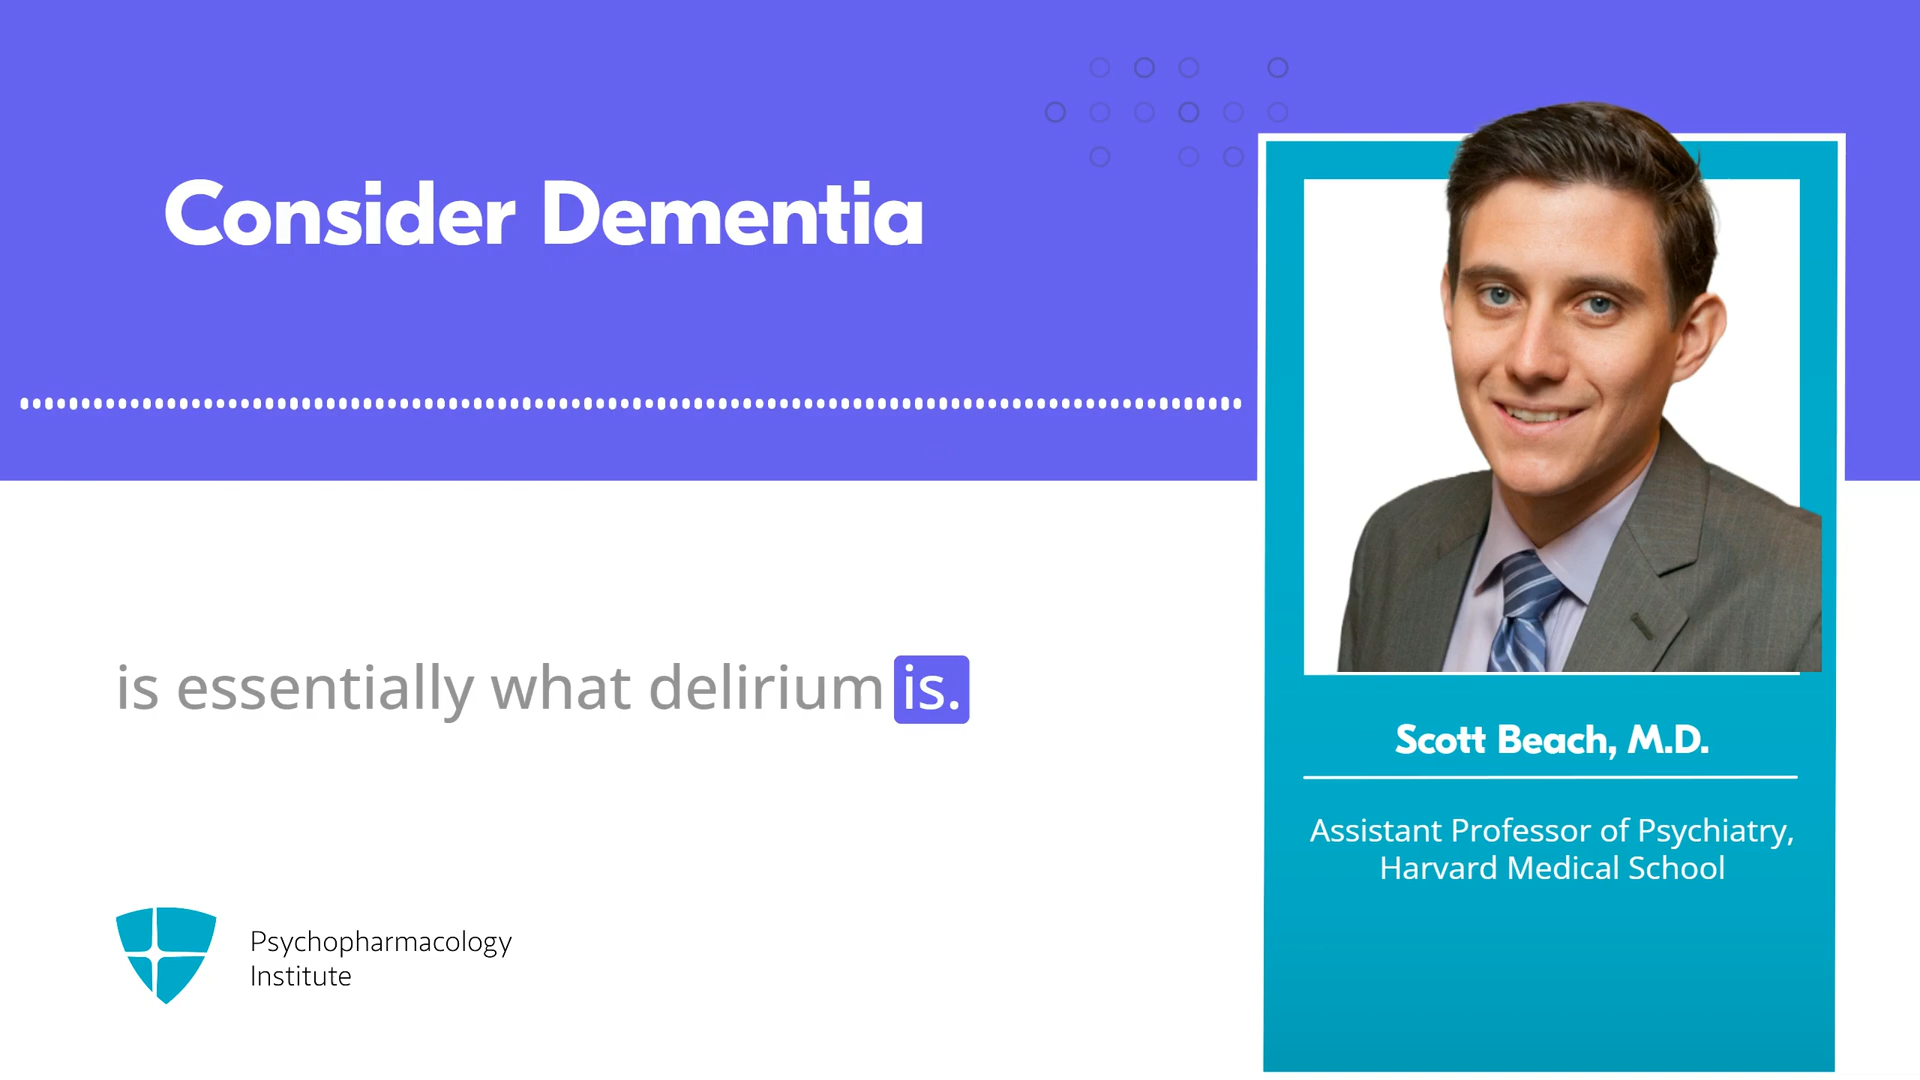 Consider Dementia
is essentially what delirium is.
Scott Beach, M.D.
Assistant Professor of Psychiatry,
Harvard Medical School
Psychopharmacology
Institute